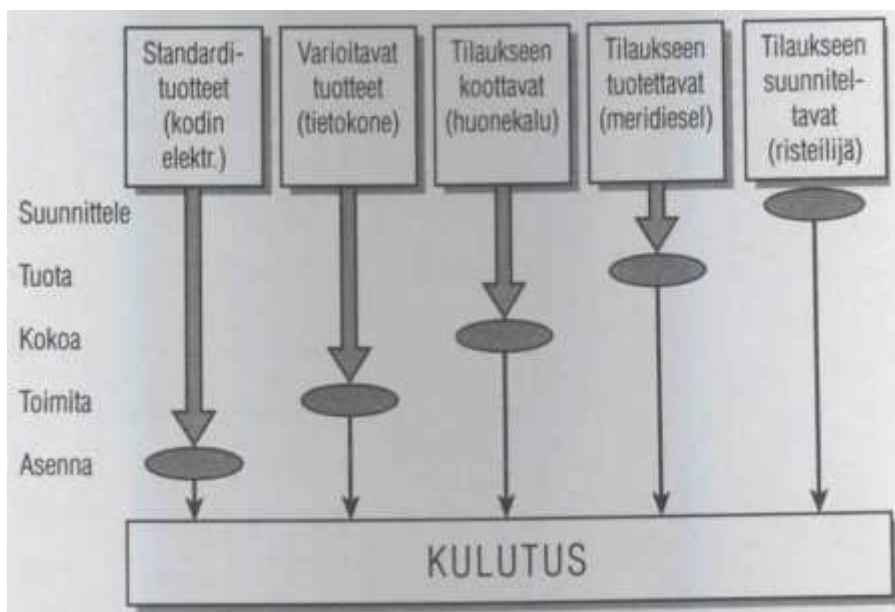 Standardi-
tuotteet
(kodin
elektr.)
Varioitavat
tuotteet
(tietokone)
Tilaukseen
koottavat
(huonekalu)
Tilaukseen
tuotettavat
(meridiesel)
Tilaukseen
suunnitel-
tavat
(risteilijä)
Suunnittele
Tuota
Kokoa
Toimita
Asenna
KULUTUS